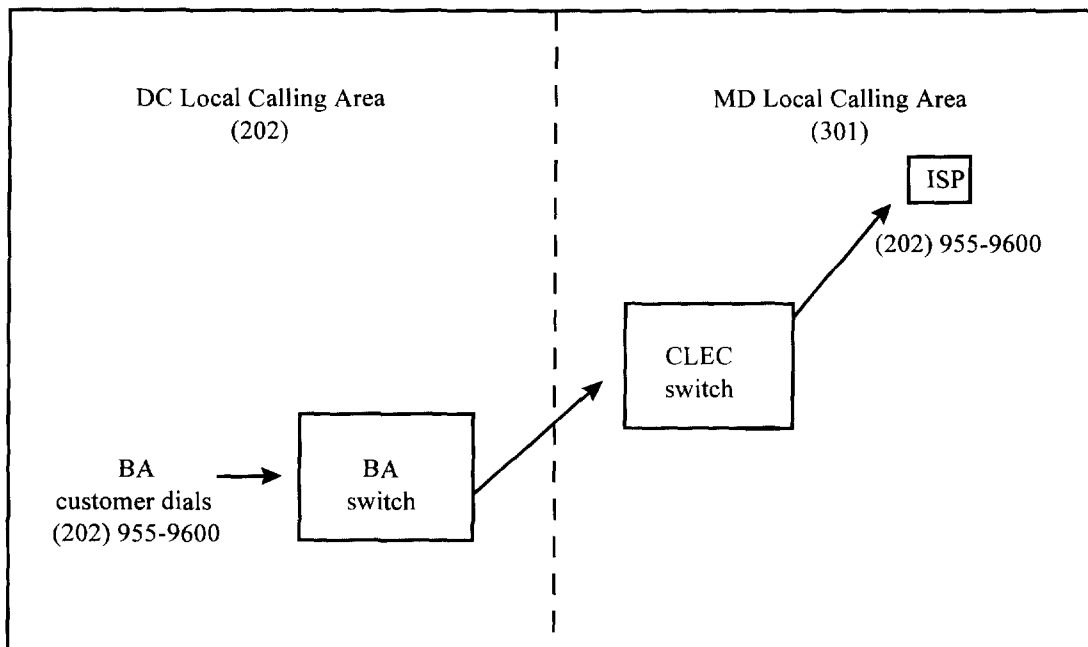 DC Local Calling Area
(202)
MD Local Calling Area
(301)
ISP
(202) 955-9600
CLEC
switch
BA
customer dials
(202) 955-9600
BA
switch